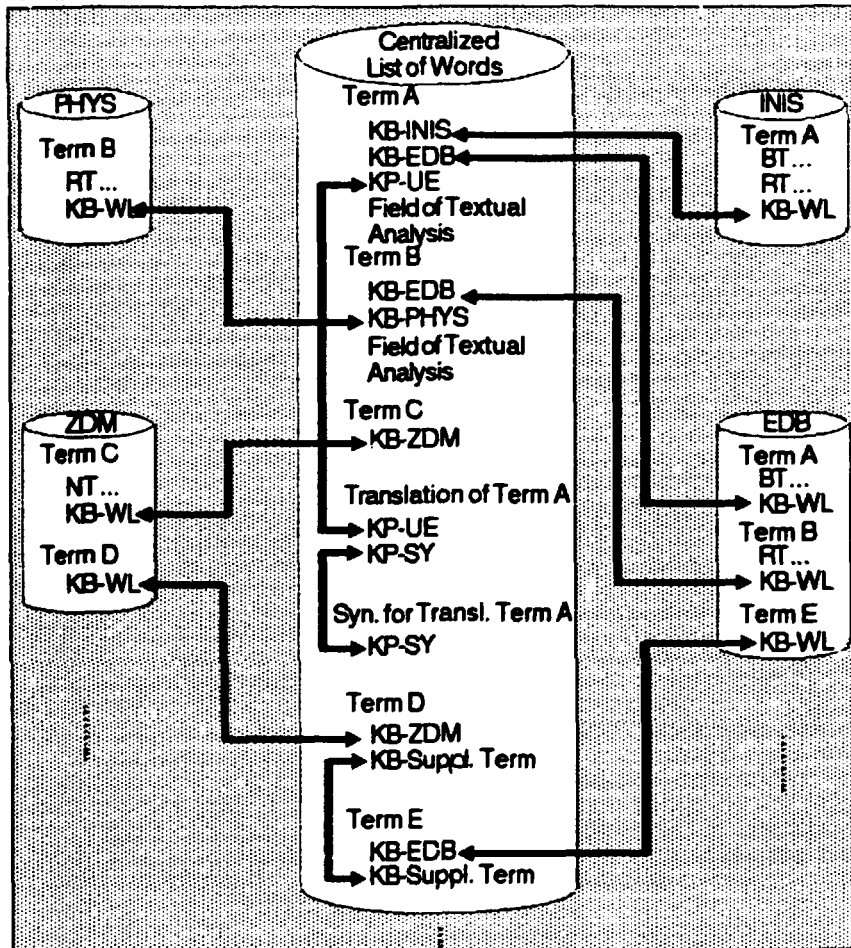 Centralized
List of Words
Term A
KB-INIS
KB-EDB
KP-UE
Field of Textual
Analysis
Term B
KB-EDB
KB-PHYS
Field of Textual
Analysis
Term C
KB-ZDM
Translation of Term A
KP-UE
KP-SY
Syn. for Transl. Term A
KP-SY
Term D
KB-ZDM
KB-Suppl. Term
Term E
KB-EDB
KB-Suppl. Term
PHYS
Term B
RT...
KB-WL
ZDM
Term C
NT...
KB-WL
Term D
KB-WL
INIS
Term A
BT...
RT...
KB-WL
EDB
Term A
BT...
KB-WL
Term B
RT...
KB-WL
Term E
KB-WL